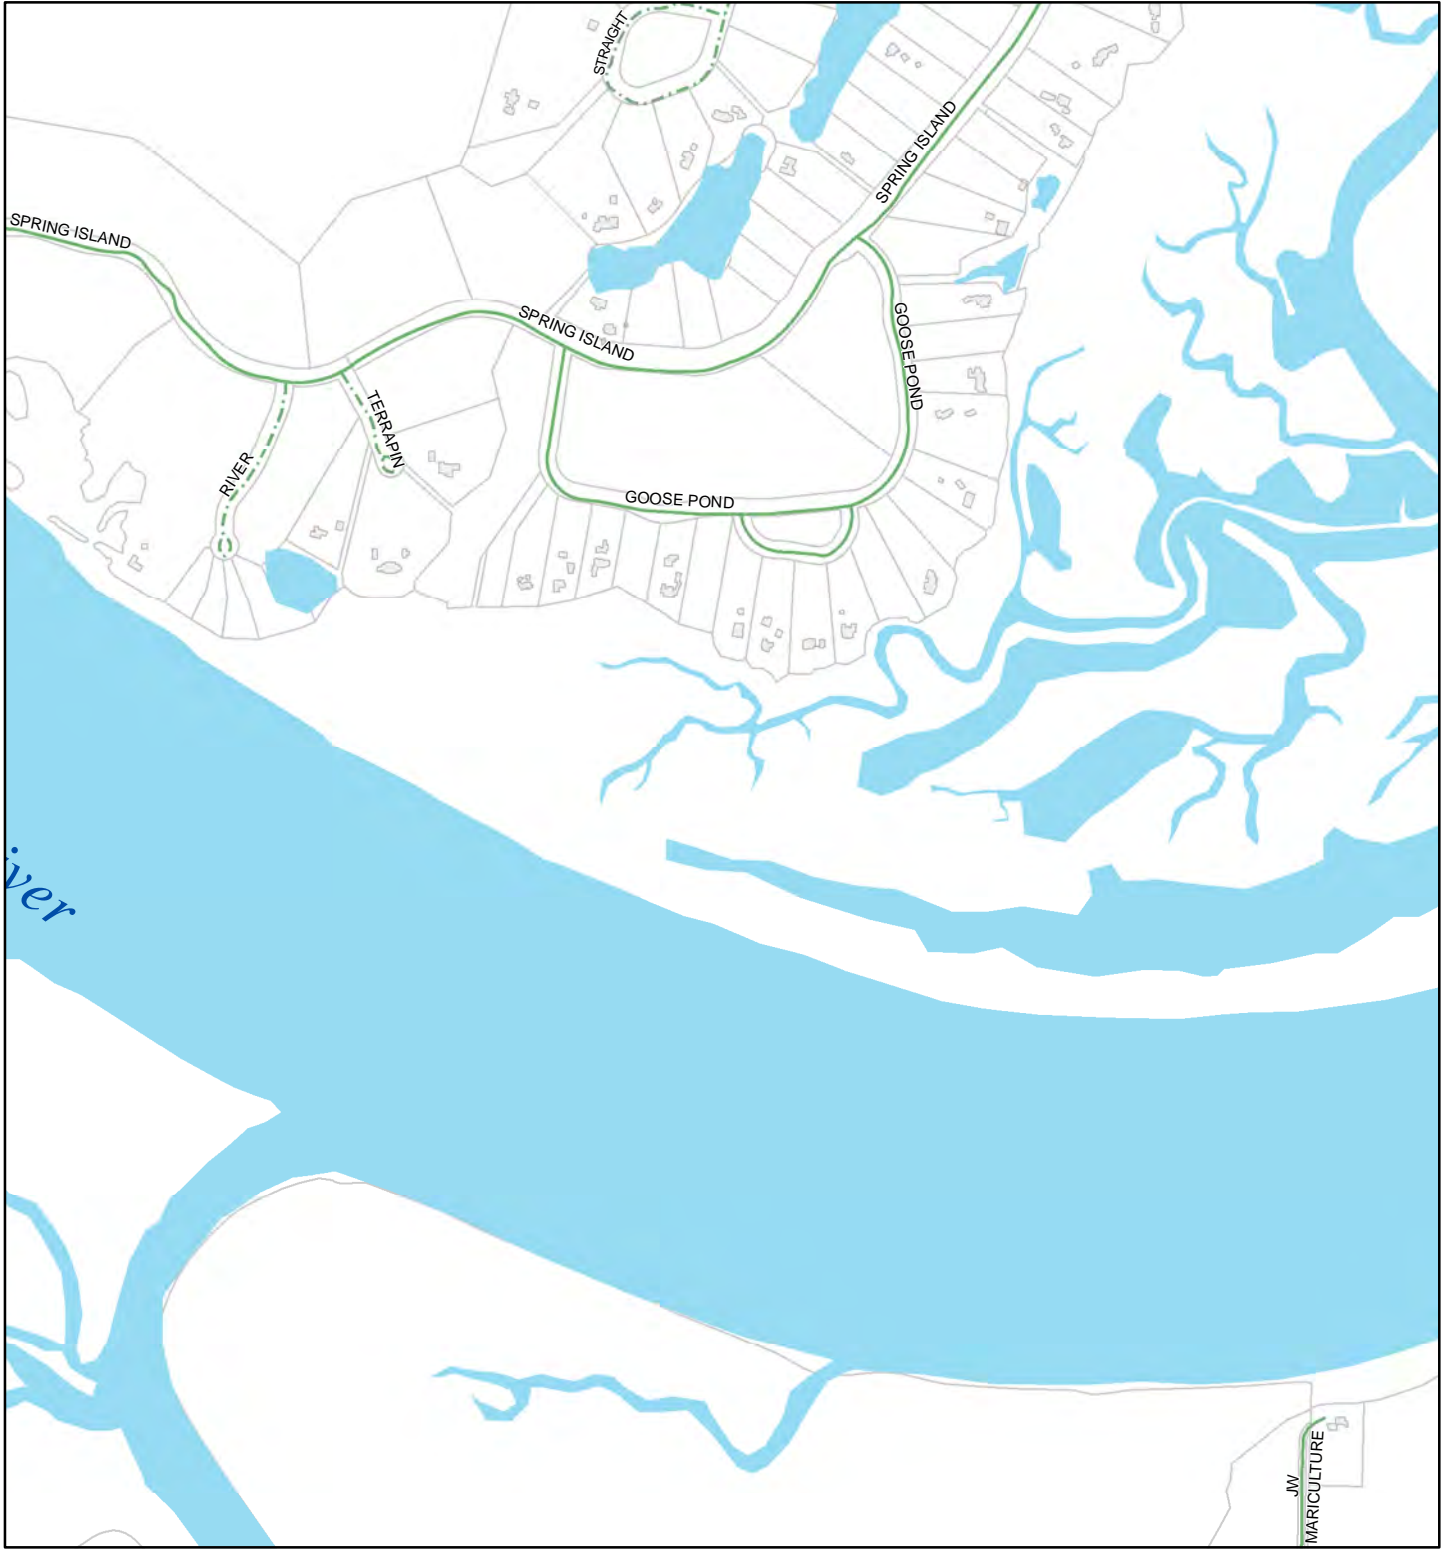 STRAIGHT
SPRING ISLAND
SPRING ISLAND
SPRING ISLAND
GOOSE POND
TERRAPIN
RIVER
GOOSE POND
iver
JW
MARICULTURE